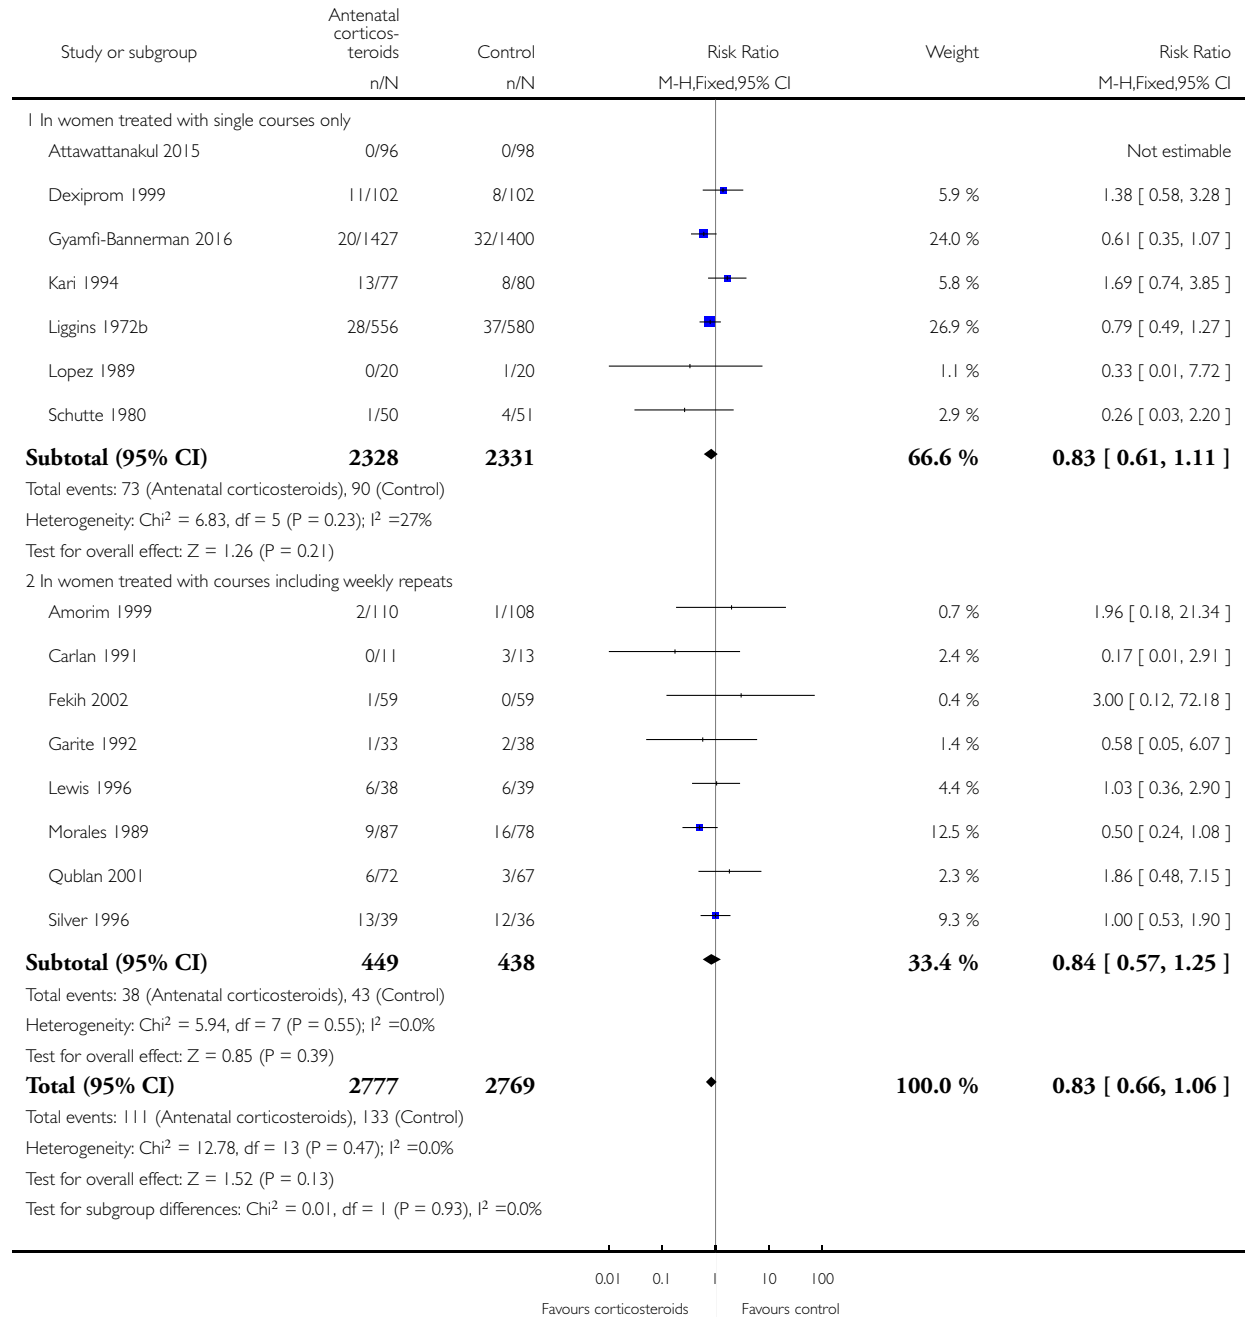 Antenatal
corticos-
Study or subgroup teroids Control Risk Ratio Weight Risk Ratio
n/N n/N M-H,Fixed,95% CI M-H,Fixed,95% CI
1 In women treated with single courses only
Attawattanakul 2015 0/96 0/98 Not estimable
Dexiprom 1999 11/102 8/102 5.9 % 1.38 [ 0.58, 3.28 ]
Gyamfi-Bannerman 2016 20/1427 32/1400 24.0 % 0.61 [ 0.35, 1.07 ]
Kari 1994 13/77 8/80 5.8 % 1.69 [ 0.74, 3.85 ]
Liggins 1972b 28/556 37/580 26.9 % 0.79 [ 0.49, 1.27 ]
Lopez 1989 0/20 1/20 1.1 % 0.33 [ 0.01, 7.72 ]
Schutte 1980 1/50 4/51 2.9 % 0.26 [ 0.03, 2.20 ]
Subtotal (95% CI) 2328 2331 66.6 % 0.83 [ 0.61, 1.11 ]
Total events: 73 (Antenatal corticosteroids), 90 (Control)
Heterogeneity: Chi² = 6.83, df = 5 (P = 0.23); I² =27%
Test for overall effect: Z = 1.26 (P = 0.21)
2 In women treated with courses including weekly repeats
Amorim 1999 2/110 1/108 0.7 % 1.96 [ 0.18, 21.34 ]
Carlan 1991 0/11 3/13 2.4 % 0.17 [ 0.01, 2.91 ]
Fekih 2002 1/59 0/59 0.4 % 3.00 [ 0.12, 72.18 ]
Garite 1992 1/33 2/38 1.4 % 0.58 [ 0.05, 6.07 ]
Lewis 1996 6/38 6/39 4.4 % 1.03 [ 0.36, 2.90 ]
Morales 1989 9/87 16/78 12.5 % 0.50 [ 0.24, 1.08 ]
Qublan 2001 6/72 3/67 2.3 % 1.86 [ 0.48, 7.15 ]
Silver 1996 13/39 12/36 9.3 % 1.00 [ 0.53, 1.90 ]
Subtotal (95% CI) 449 438 33.4 % 0.84 [ 0.57, 1.25 ]
Total events: 38 (Antenatal corticosteroids), 43 (Control)
Heterogeneity: Chi² = 5.94, df = 7 (P = 0.55); I² =0.0%
Test for overall effect: Z = 0.85 (P = 0.39)
Total (95% CI) 2777 2769 100.0 % 0.83 [ 0.66, 1.06 ]
Total events: 111 (Antenatal corticosteroids), 133 (Control)
Heterogeneity: Chi² = 12.78, df = 13 (P = 0.47); I² =0.0%
Test for overall effect: Z = 1.52 (P = 0.13)
Test for subgroup differences: Chi² = 0.01, df = 1 (P = 0.93), I² =0.0%
0.01 0.1 1 10 100
Favours corticosteroids Favours control